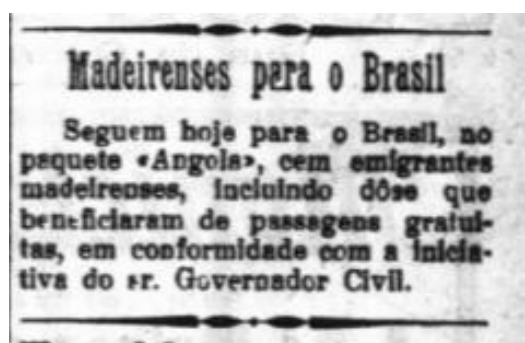 Madeirenses para o Brasil
Seguem hoje para o Brasil, no
paquete «Angola», cem emigrantes
madeirenses, incluindo dôse que
beneficiaram de passagens gratui-
tas, em conformidade com a inicia-
tiva do sr. Governador Civil.